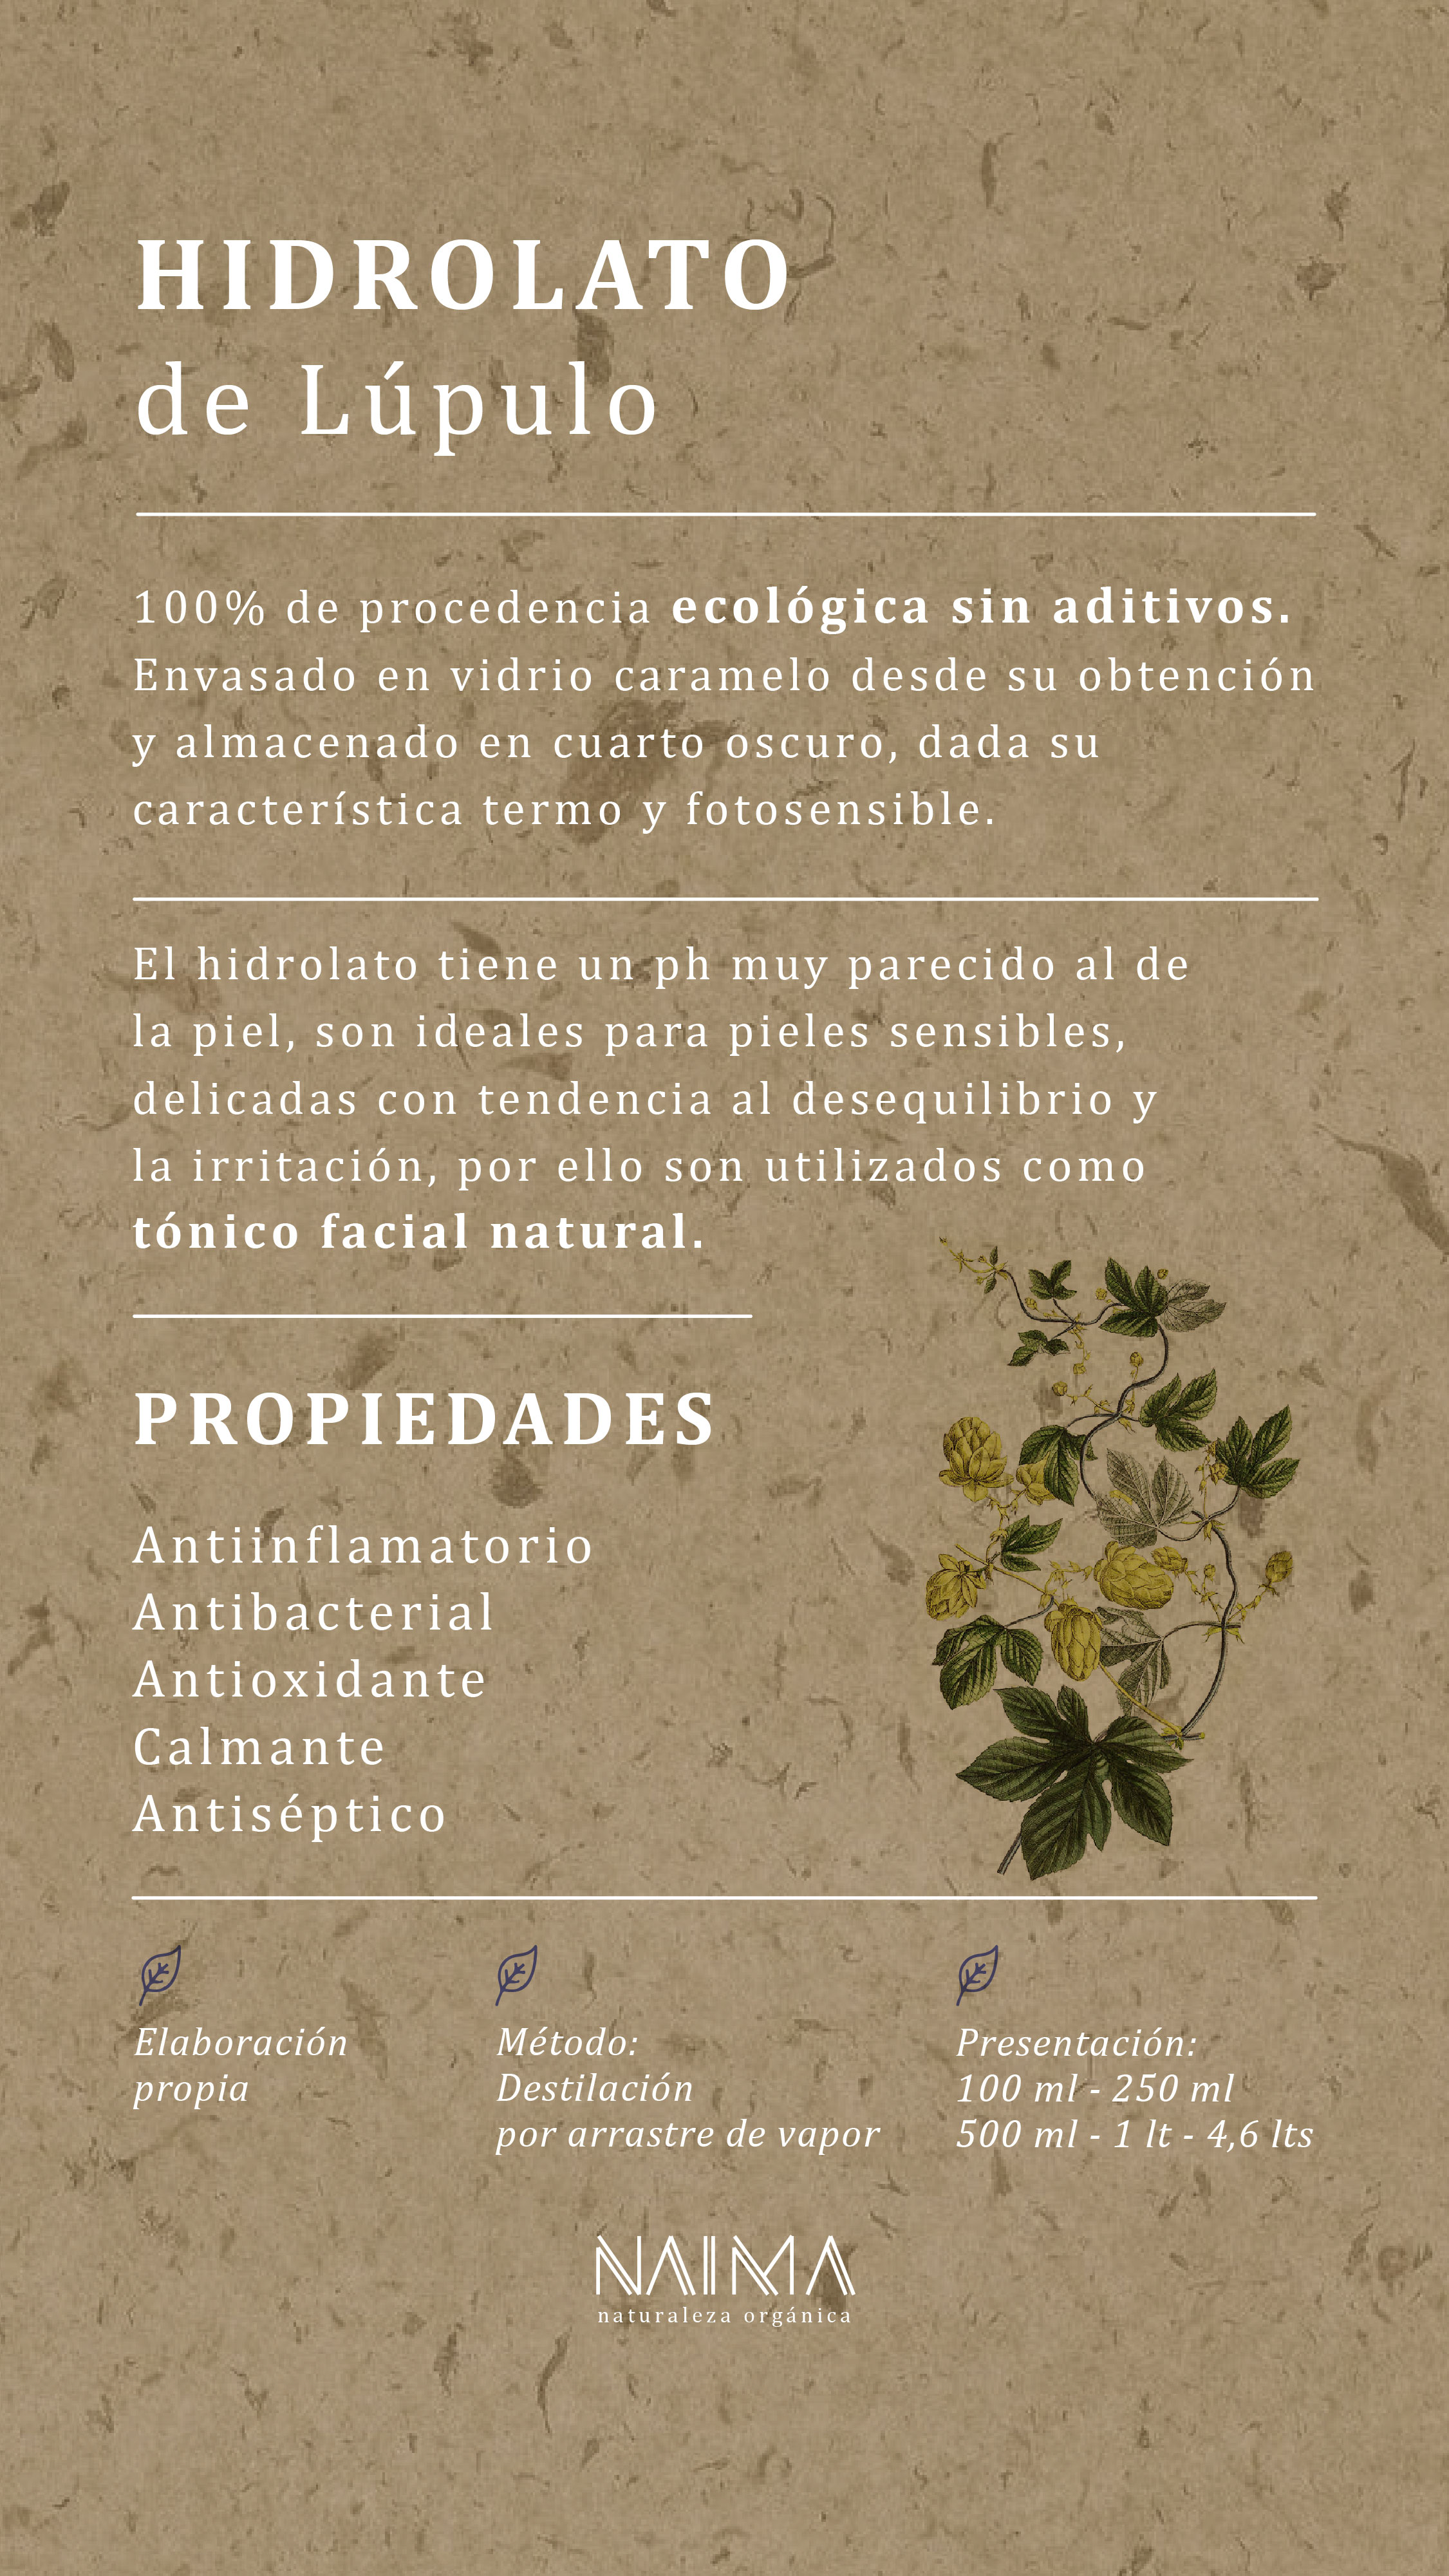 HIDROLATO
de Lúpulo
100% de procedencia ecológica sin aditivos.
Envasado en vidrio caramelo desde su obtención
y almacenado en cuarto oscuro, dada su
característica termo y fotosensible.
El hidrolato tiene un ph muy parecido al de
la piel, son ideales para pieles sensibles,
delicadas con tendencia al desequilibrio y
la irritación, por ello son utilizados como
tónico facial natural.
PROPIEDADES
Antiinflamatorio
Antibacterial
Antioxidante
Calmante
Antiséptico
Elaboración
propia
Método:
Destilación
por arrastre de vapor
Presentación:
100 ml - 250 ml
500 ml - 1 lt - 4,6 lts
NAIMA
naturaleza orgánica